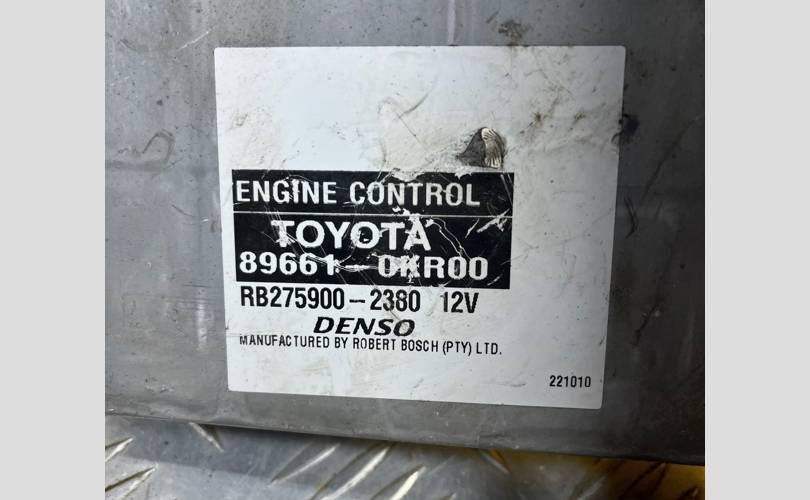 ENGINE CONTROL
TOYOTA
89661-0KR00
RB275900-2380 12V
DENSO
MANUFACTURED BY ROBERT BOSCH (PTY) LTD.
221010